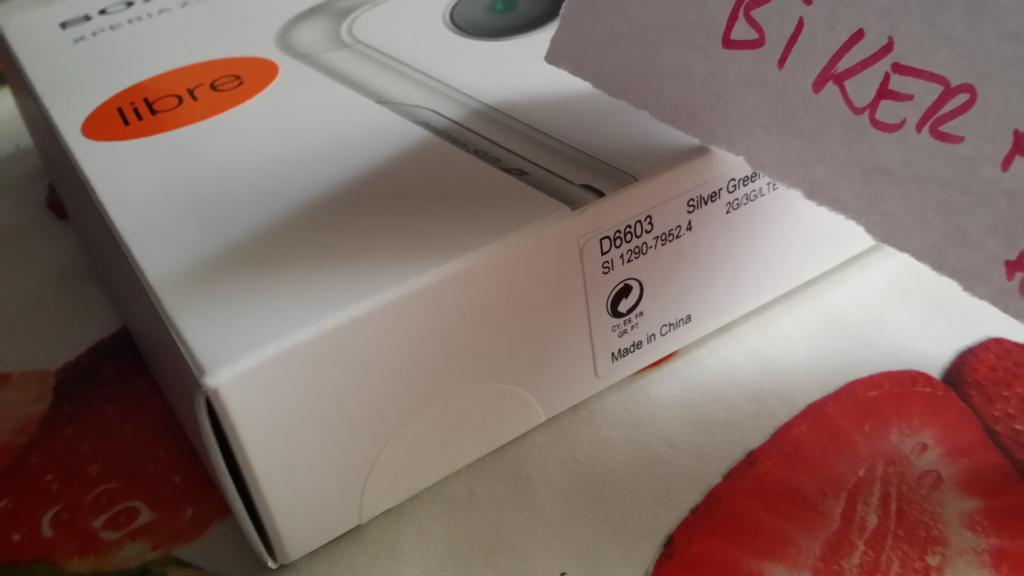 XPERIA Z
libre
BiKER
D6603
Silver Green
SI 1290-7952.4
2G/3G/LTE
CY, ES, FR
GR, PT
Made in China